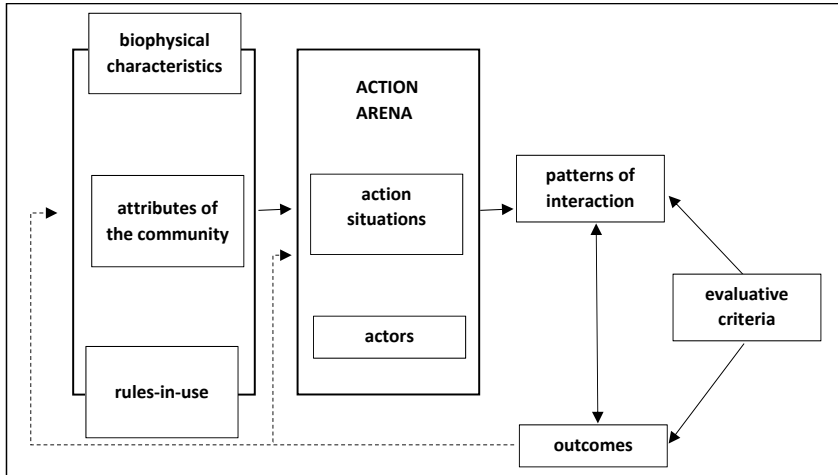 biophysical
characteristics
attributes of
the community
rules-in-use
ACTION
ARENA
action
situations
actors
patterns of
interaction
outcomes
evaluative
criteria